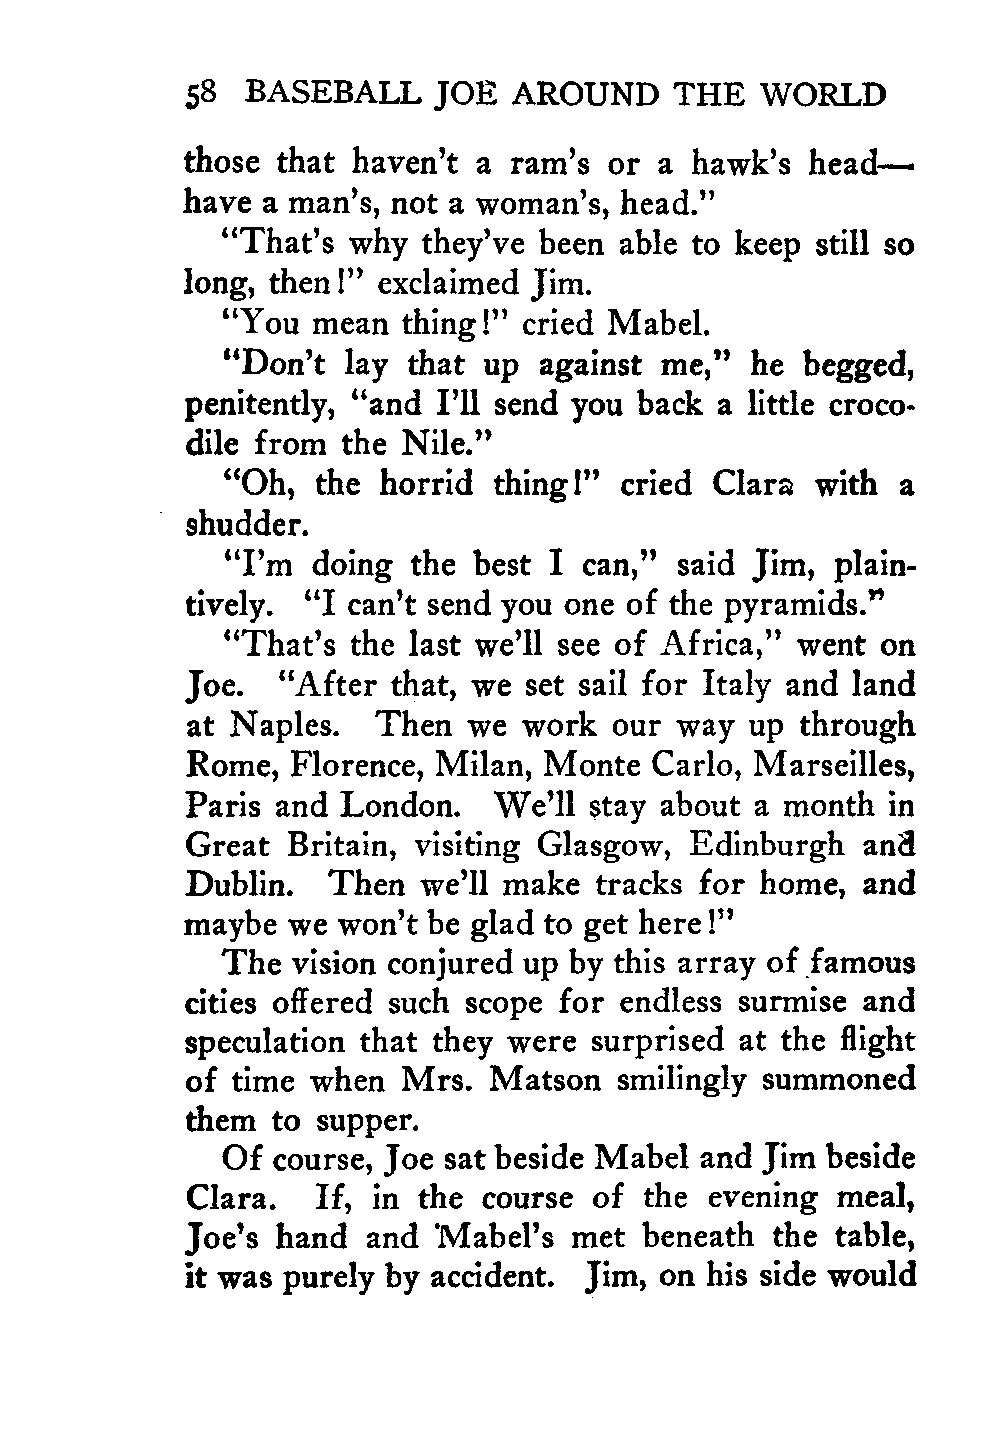 58 BASEBALL JOE AROUND THE WORLD
those that haven't a ram's or a hawk's head—
have a man's, not a woman's, head."
"That's why they've been able to keep still so
long, then!" exclaimed Jim.
"You mean thing!" cried Mabel.
"Don't lay that up against me," he begged,
penitently, "and I'll send you back a little croco-
dile from the Nile."
"Oh, the horrid thing!" cried Clara with a
shudder.
"I'm doing the best I can," said Jim, plain-
tively. "I can't send you one of the pyramids."
"That's the last we'll see of Africa," went on
Joe. "After that, we set sail for Italy and land
at Naples. Then we work our way up through
Rome, Florence, Milan, Monte Carlo, Marseilles,
Paris and London. We'll stay about a month in
Great Britain, visiting Glasgow, Edinburgh and
Dublin. Then we'll make tracks for home, and
maybe we won't be glad to get here!"
The vision conjured up by this array of famous
cities offered such scope for endless surmise and
speculation that they were surprised at the flight
of time when Mrs. Matson smilingly summoned
them to supper.
Of course, Joe sat beside Mabel and Jim beside
Clara. If, in the course of the evening meal,
Joe's hand and Mabel's met beneath the table,
it was purely by accident. Jim, on his side would